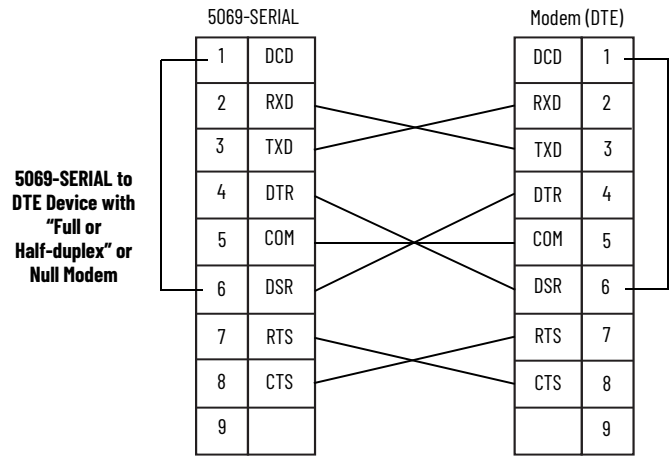 5069-SERIAL Modem (DTE)
1 DCD DCD 1
2 RXD RXD 2
3 TXD TXD 3
4 DTR DTR 4
5 COM COM 5
6 DSR DSR 6
7 RTS RTS 7
8 CTS CTS 8
9 9
5069-SERIAL to
DTE Device with
“Full or
Half-duplex” or
Null Modem